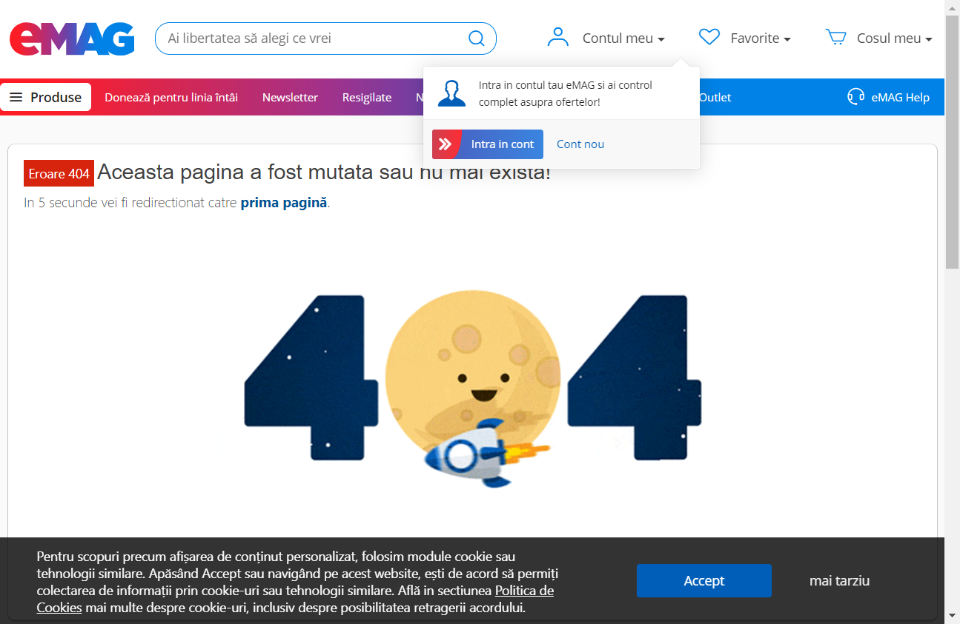 eMAG
Ai libertatea să alegi ce vrei
Contul meu
Favorite
Cosul meu
Produse
Donează pentru linia întâi
Newsletter
Resigilate
Outlet
eMAG Help
Intra in contul tau eMAG si ai control
complet asupra ofertelor!
Intra in cont
Cont nou
Eroare 404 Aceasta pagina a fost mutata sau nu mai exista!
In 5 secunde vei fi redirectionat catre prima pagină.
404
Pentru scopuri precum afișarea de conținut personalizat, folosim module cookie sau
tehnologii similare. Apăsând Accept sau navigând pe acest website, ești de acord să permiți
colectarea de informații prin cookie-uri sau tehnologii similare. Află in sectiunea Politica de
Cookies mai multe despre cookie-uri, inclusiv despre posibilitatea retragerii acordului.
Accept
mai tarziu